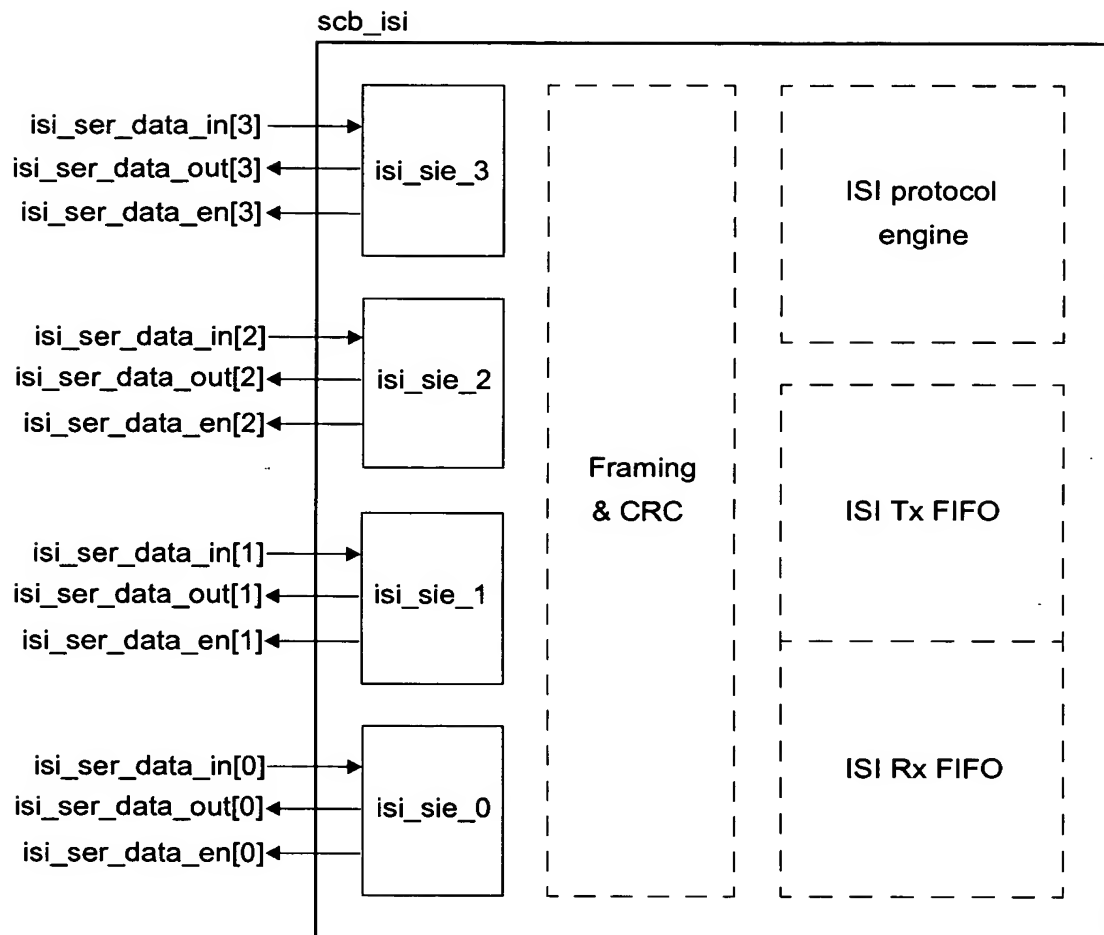 scb_isi
isi_ser_data_in[3]
isi_ser_data_out[3]
isi_ser_data_en[3]
isi_sie_3
isi_ser_data_in[2]
isi_ser_data_out[2]
isi_ser_data_en[2]
isi_sie_2
isi_ser_data_in[1]
isi_ser_data_out[1]
isi_ser_data_en[1]
isi_sie_1
isi_ser_data_in[0]
isi_ser_data_out[0]
isi_ser_data_en[0]
isi_sie_0
Framing
& CRC
ISI protocol
engine
ISI Tx FIFO
ISI Rx FIFO